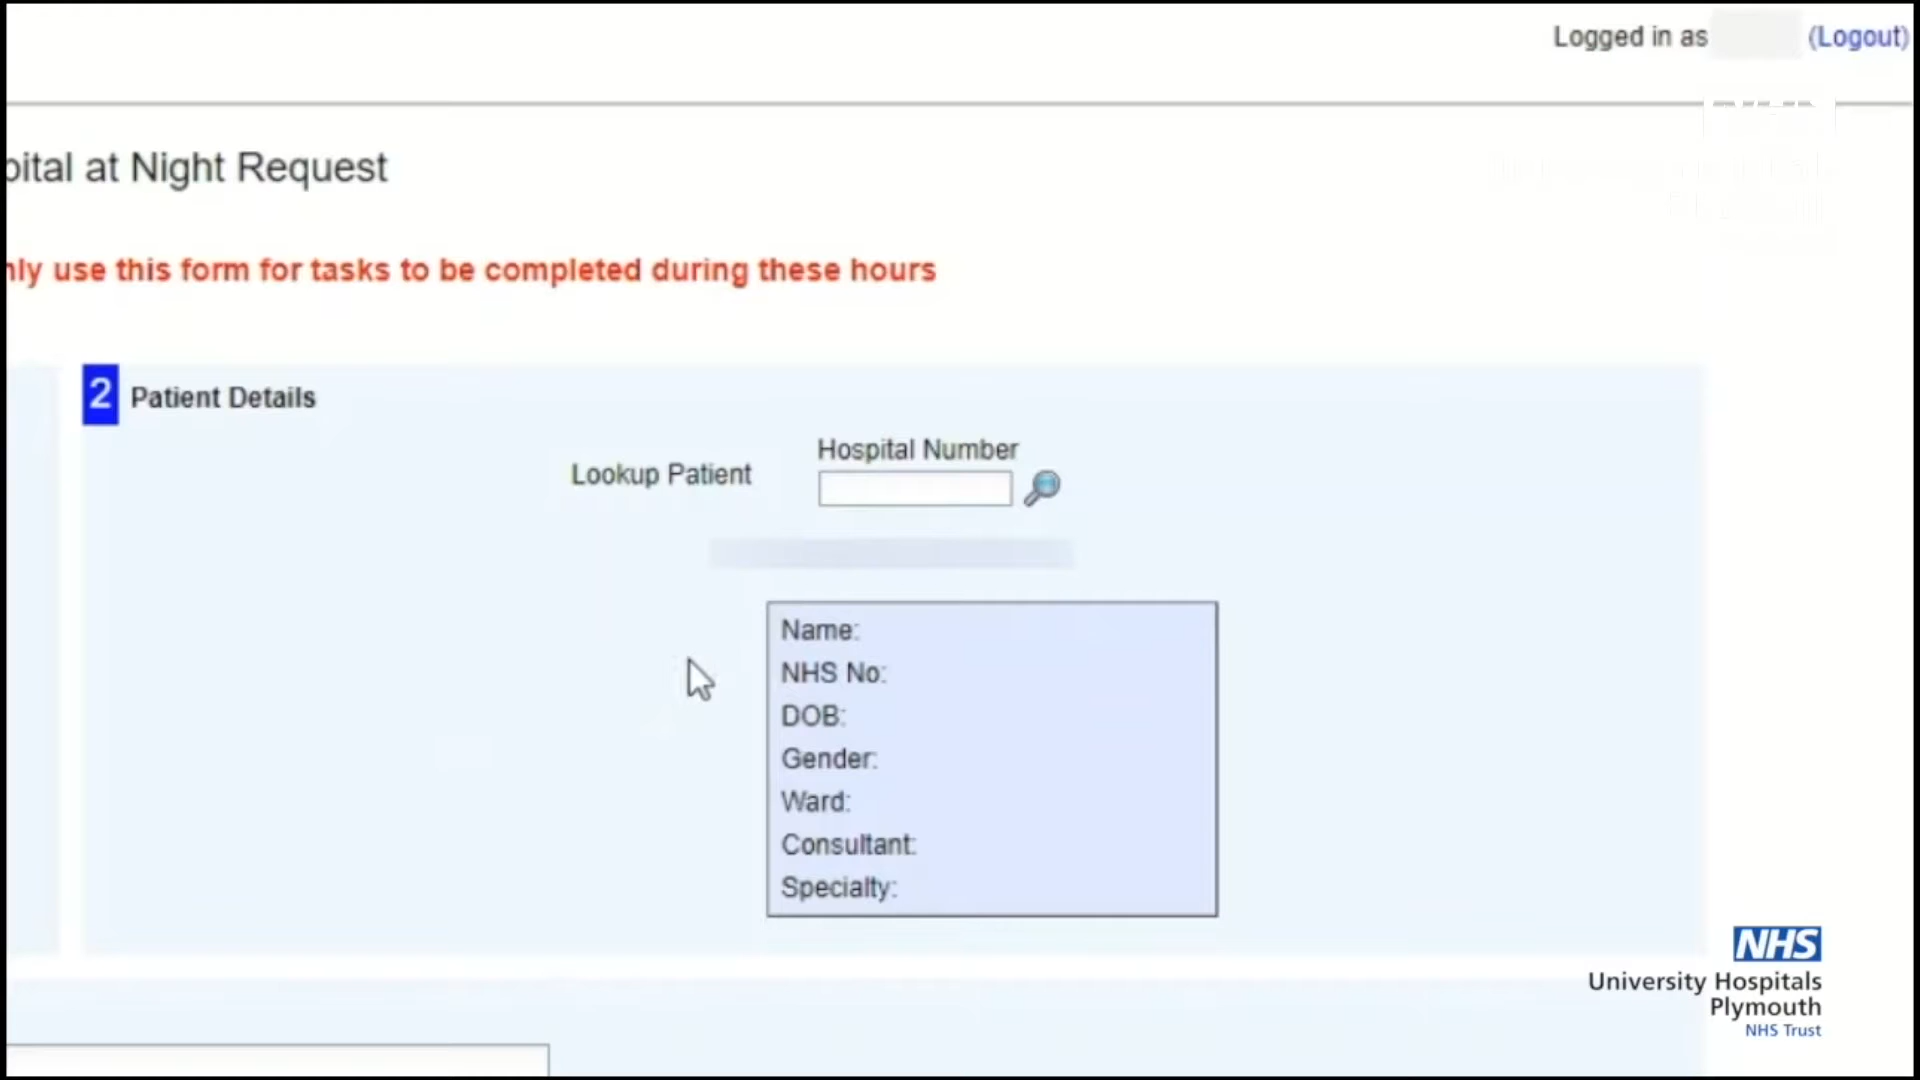 Logged in as (Logout)
pital at Night Request
nly use this form for tasks to be completed during these hours
2 Patient Details
Hospital Number
Lookup Patient
Name:
NHS No:
DOB:
Gender:
Ward:
Consultant:
Specialty:
NHS
University Hospitals
Plymouth
NHS Trust